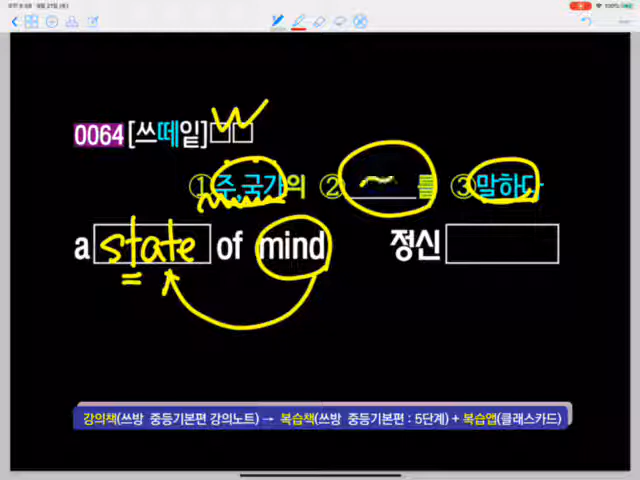 0064 [쓰떼잍]□□
①주,국가의 ②______를 ③말하다
a state of mind 정신
강의책(쓰방 중등기본편 강의노트) → 복습책(쓰방 중등기본편 : 5단계) + 복습앱(클래스카드)